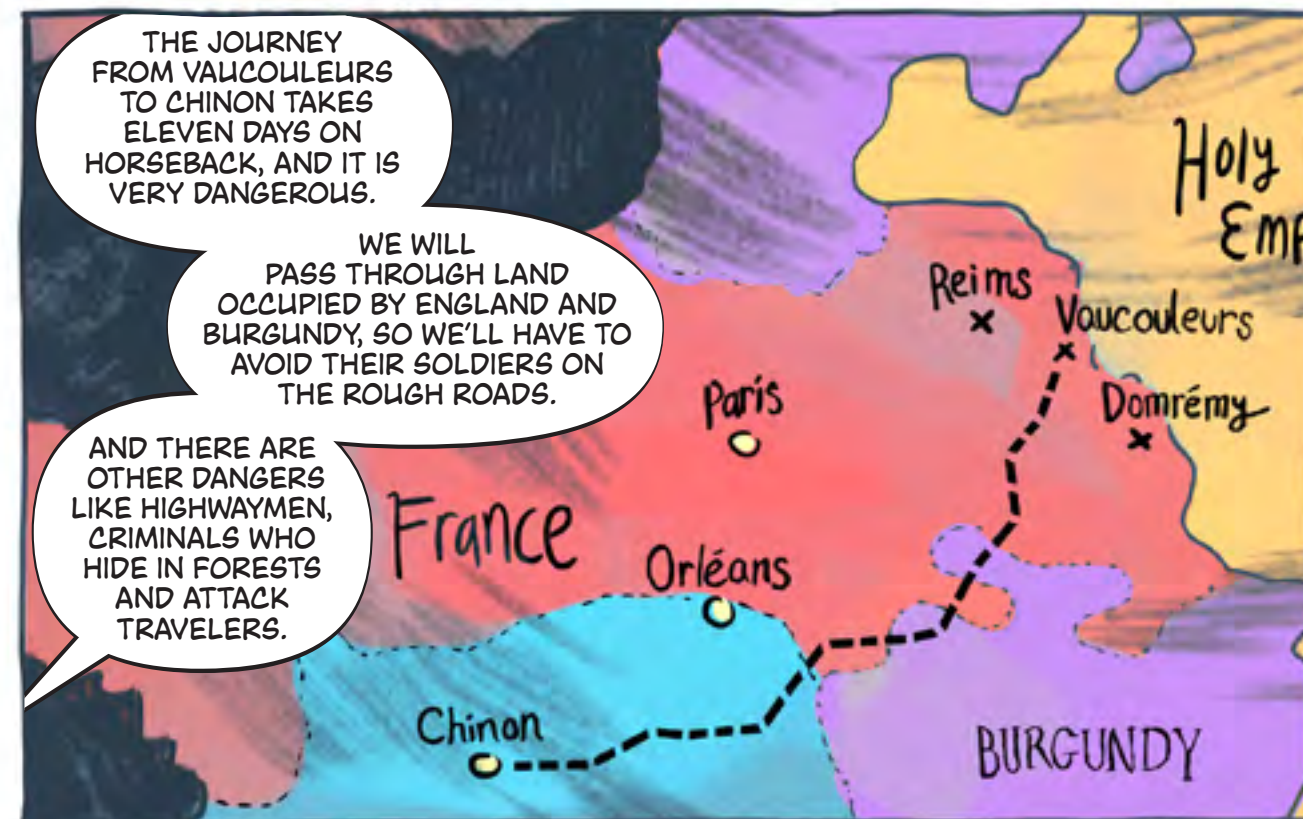 THE JOURNEY
FROM VAUCOULEURS
TO CHINON TAKES
ELEVEN DAYS ON
HORSEBACK, AND IT IS
VERY DANGEROUS.
WE WILL
PASS THROUGH LAND
OCCUPIED BY ENGLAND AND
BURGUNDY, SO WE'LL HAVE TO
AVOID THEIR SOLDIERS ON
THE ROUGH ROADS.
AND THERE ARE
OTHER DANGERS
LIKE HIGHWAYMEN,
CRIMINALS WHO
HIDE IN FORESTS
AND ATTACK
TRAVELERS.
Holy
Emp
Reims
Vaucouleurs
Domrémy
Paris
France
Orléans
Chinon
BURGUNDY